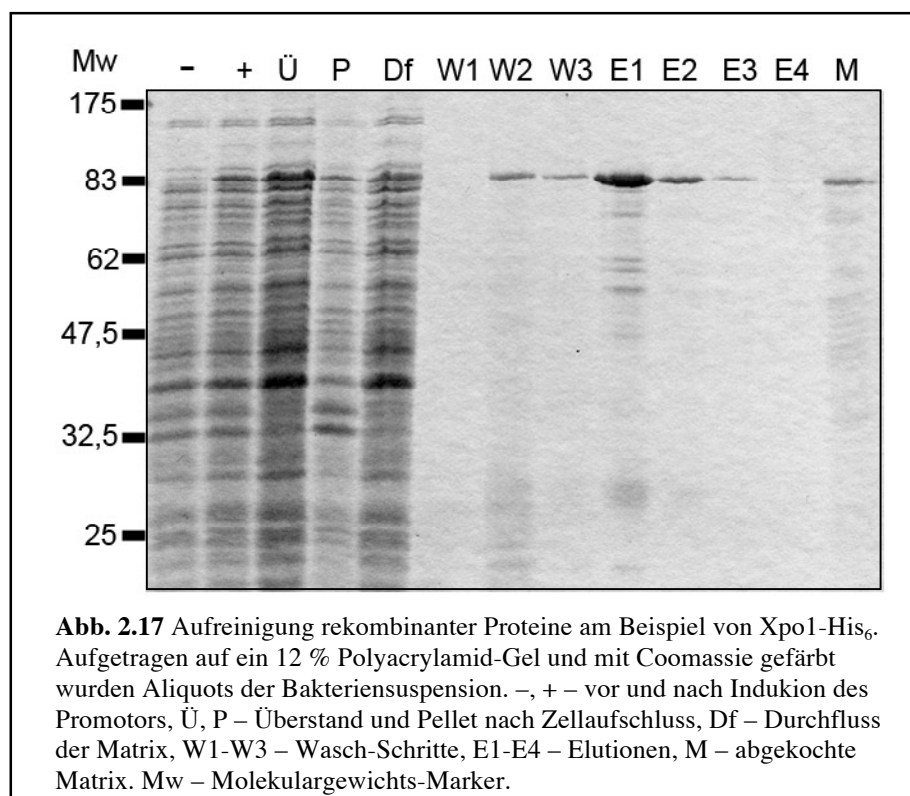 Mw – + Ü P Df W1 W2 W3 E1 E2 E3 E4 M
175
83
62
47,5
32,5
25
Abb. 2.17 Aufreinigung rekombinanter Proteine am Beispiel von Xpo1-His₆.
Aufgetragen auf ein 12 % Polyacrylamid-Gel und mit Coomassie gefärbt
wurden Aliquots der Bakteriensuspension. –, + – vor und nach Indukion des
Promotors, Ü, P – Überstand und Pellet nach Zellaufschluss, Df – Durchfluss
der Matrix, W1-W3 – Wasch-Schritte, E1-E4 – Elutionen, M – abgekochte
Matrix. Mw – Molekulargewichts-Marker.